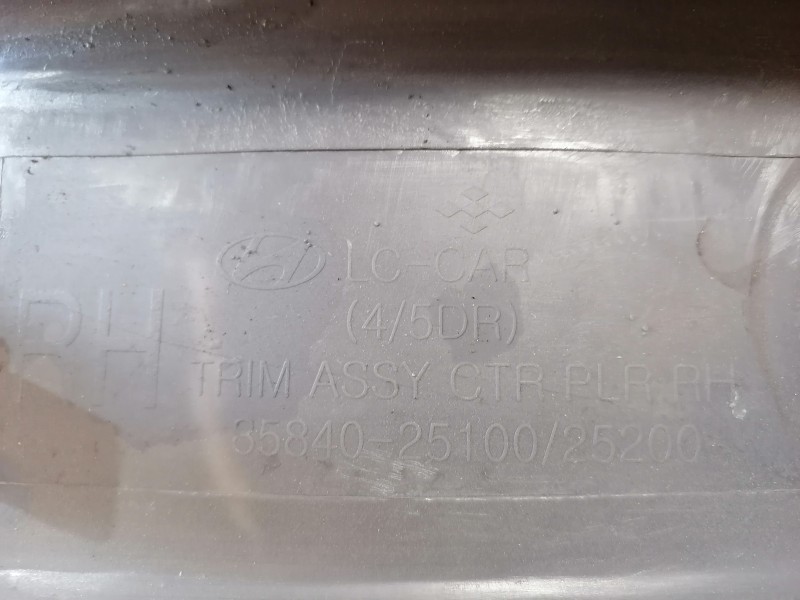 LC-CAR
RH
(4/5DR)
TRIM ASSY CTR PLR RH
85840-25100/25200